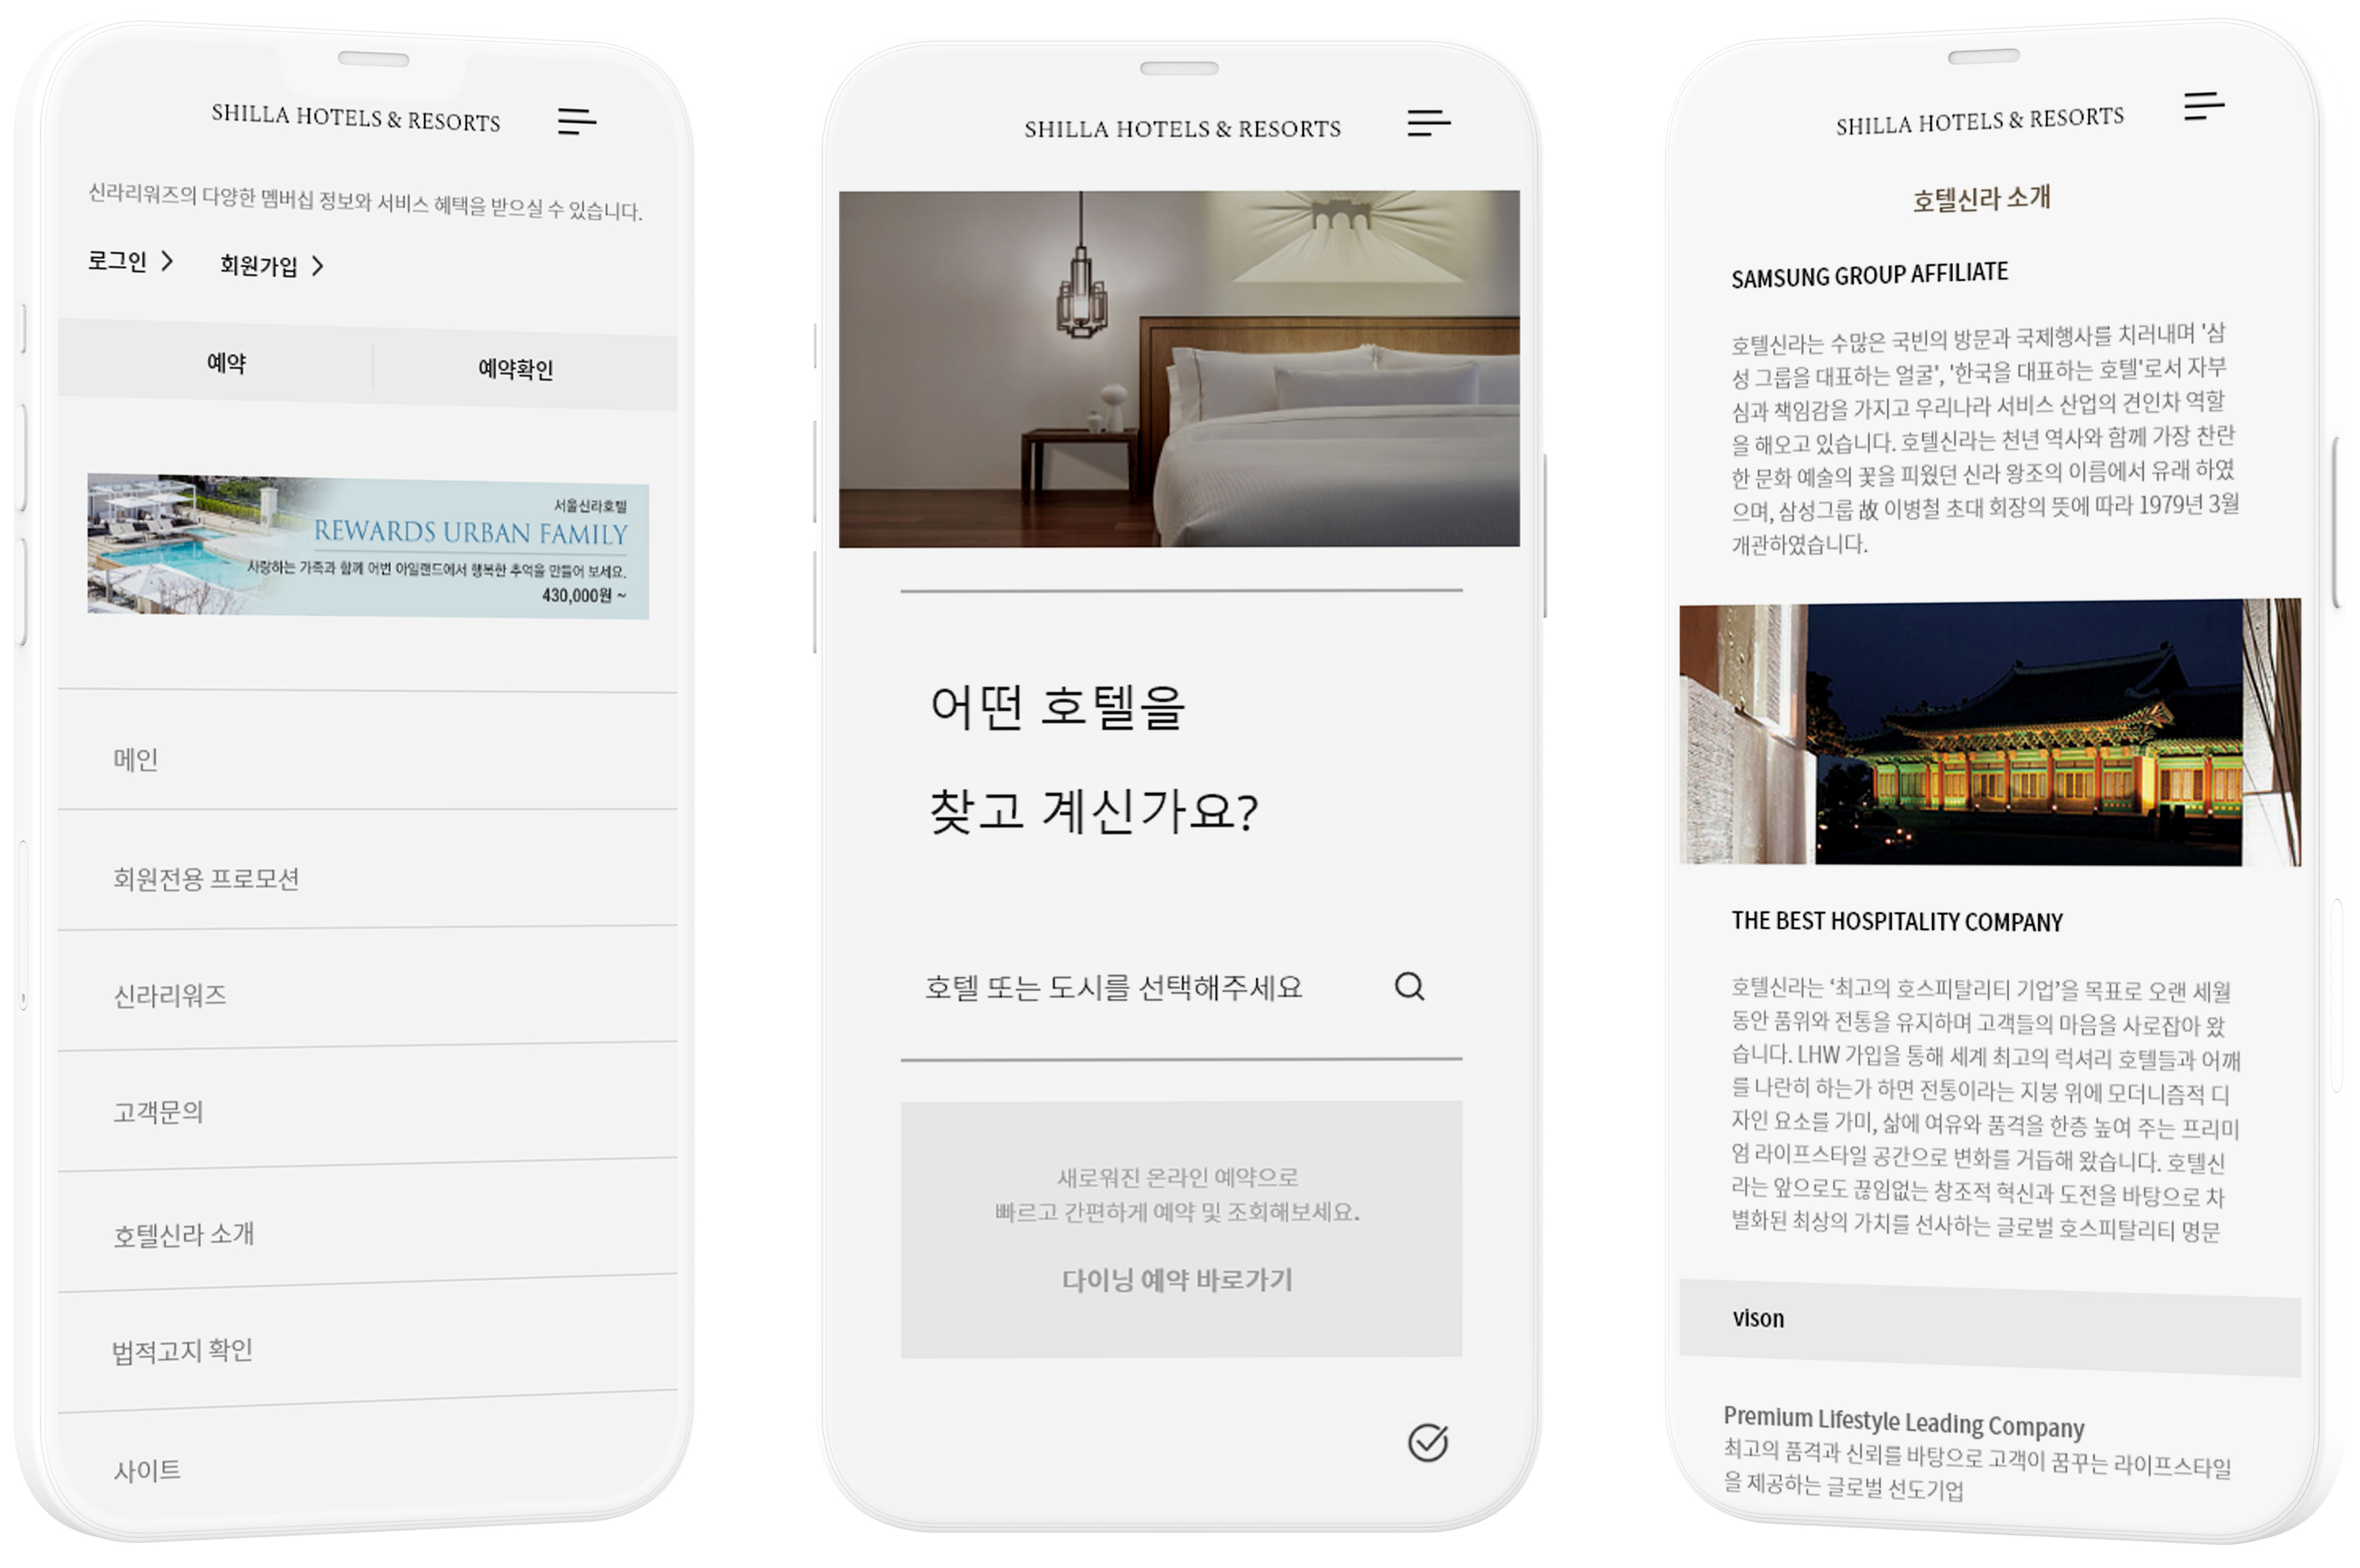 SHILLA HOTELS & RESORTS
신라리워즈의 다양한 멤버십 정보와 서비스 혜택을 받으실 수 있습니다.
로그인 회원가입
예약 예약확인
서울신라호텔
REWARDS URBAN FAMILY
사랑하는 가족과 함께 어번 아일랜드에서 행복한 추억을 만들어 보세요.
430,000원 ~
메인
회원전용 프로모션
신라리워즈
고객문의
호텔신라 소개
법적고지 확인
사이트
SHILLA HOTELS & RESORTS
어떤 호텔을
찾고 계신가요?
호텔 또는 도시를 선택해주세요
새로워진 온라인 예약으로
빠르고 간편하게 예약 및 조회해보세요.
다이닝 예약 바로가기
SHILLA HOTELS & RESORTS
호텔신라 소개
SAMSUNG GROUP AFFILIATE
호텔신라는 수많은 국빈의 방문과 국제행사를 치러내며 '삼
성 그룹을 대표하는 얼굴', '한국을 대표하는 호텔'로서 자부
심과 책임감을 가지고 우리나라 서비스 산업의 견인차 역할
을 해오고 있습니다. 호텔신라는 천년 역사와 함께 가장 찬란
한 문화 예술의 꽃을 피웠던 신라 왕조의 이름에서 유래 하였
으며, 삼성그룹 故 이병철 초대 회장의 뜻에 따라 1979년 3월
개관하였습니다.
THE BEST HOSPITALITY COMPANY
호텔신라는 ‘최고의 호스피탈리티 기업’을 목표로 오랜 세월
동안 품위와 전통을 유지하며 고객들의 마음을 사로잡아 왔
습니다. LHW 가입을 통해 세계 최고의 럭셔리 호텔들과 어깨
를 나란히 하는가 하면 전통이라는 지붕 위에 모더니즘적 디
자인 요소를 가미, 삶에 여유와 품격을 한층 높여 주는 프리미
엄 라이프스타일 공간으로 변화를 거듭해 왔습니다. 호텔신
라는 앞으로도 끊임없는 창조적 혁신과 도전을 바탕으로 차
별화된 최상의 가치를 선사하는 글로벌 호스피탈리티 명문
vison
Premium Lifestyle Leading Company
최고의 품격과 신뢰를 바탕으로 고객이 꿈꾸는 라이프스타일
을 제공하는 글로벌 선도기업